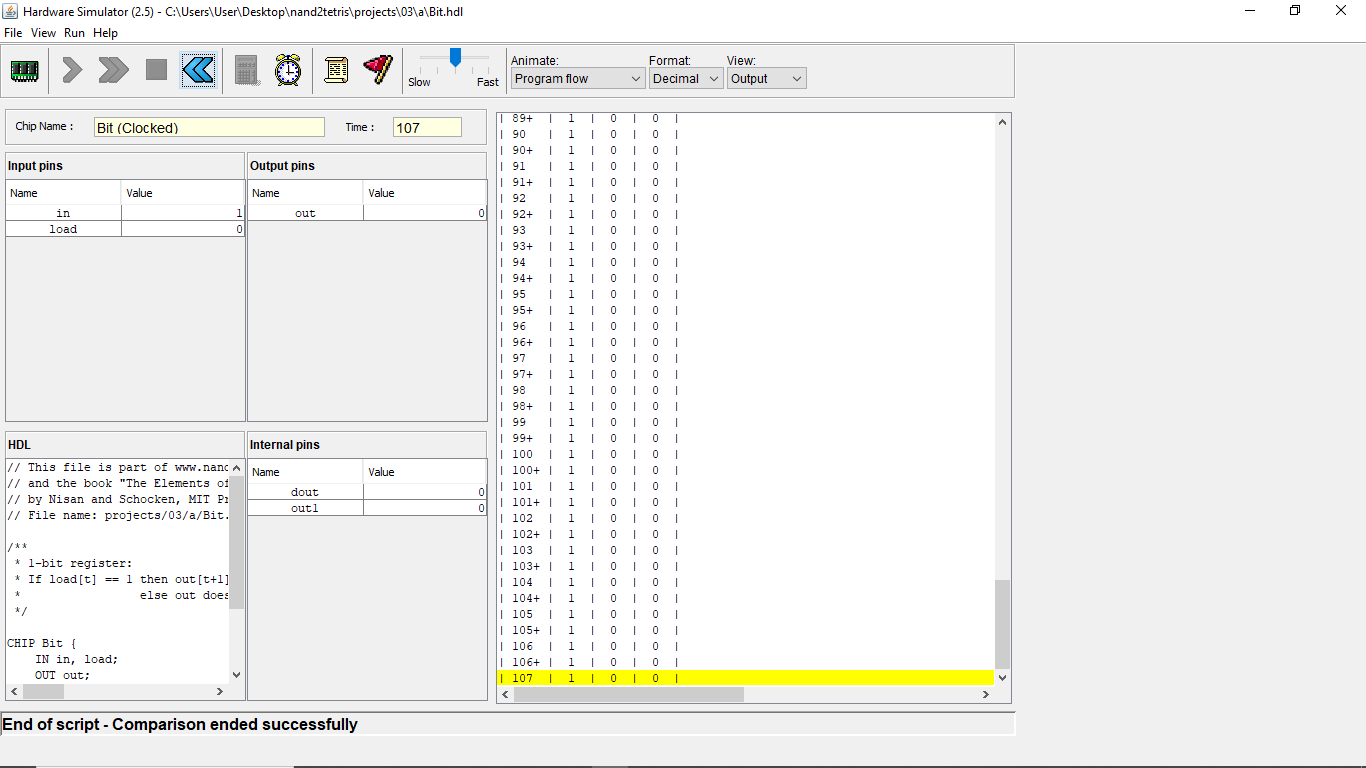 Hardware Simulator (2.5) - C:\Users\User\Desktop\nand2tetris\projects\03\a\Bit.hdl
File View Run Help
Animate: Format: View:
Slow Fast Program flow Decimal Output
Chip Name : Bit (Clocked) Time : 107
Input pins
Name Value
in 1
load 0
Output pins
Name Value
out 0
HDL
// This file is part of www.nand
// and the book "The Elements of
// by Nisan and Schocken, MIT Pr
// File name: projects/03/a/Bit.
/**
* 1-bit register:
* If load[t] == 1 then out[t+1]
* else out does
*/
CHIP Bit {
IN in, load;
OUT out;
Internal pins
Name Value
dout 0
out1 0
| 89+ | 1 | 0 | 0 |
| 90 | 1 | 0 | 0 |
| 90+ | 1 | 0 | 0 |
| 91 | 1 | 0 | 0 |
| 91+ | 1 | 0 | 0 |
| 92 | 1 | 0 | 0 |
| 92+ | 1 | 0 | 0 |
| 93 | 1 | 0 | 0 |
| 93+ | 1 | 0 | 0 |
| 94 | 1 | 0 | 0 |
| 94+ | 1 | 0 | 0 |
| 95 | 1 | 0 | 0 |
| 95+ | 1 | 0 | 0 |
| 96 | 1 | 0 | 0 |
| 96+ | 1 | 0 | 0 |
| 97 | 1 | 0 | 0 |
| 97+ | 1 | 0 | 0 |
| 98 | 1 | 0 | 0 |
| 98+ | 1 | 0 | 0 |
| 99 | 1 | 0 | 0 |
| 99+ | 1 | 0 | 0 |
| 100 | 1 | 0 | 0 |
| 100+ | 1 | 0 | 0 |
| 101 | 1 | 0 | 0 |
| 101+ | 1 | 0 | 0 |
| 102 | 1 | 0 | 0 |
| 102+ | 1 | 0 | 0 |
| 103 | 1 | 0 | 0 |
| 103+ | 1 | 0 | 0 |
| 104 | 1 | 0 | 0 |
| 104+ | 1 | 0 | 0 |
| 105 | 1 | 0 | 0 |
| 105+ | 1 | 0 | 0 |
| 106 | 1 | 0 | 0 |
| 106+ | 1 | 0 | 0 |
| 107 | 1 | 0 | 0 |
End of script - Comparison ended successfully